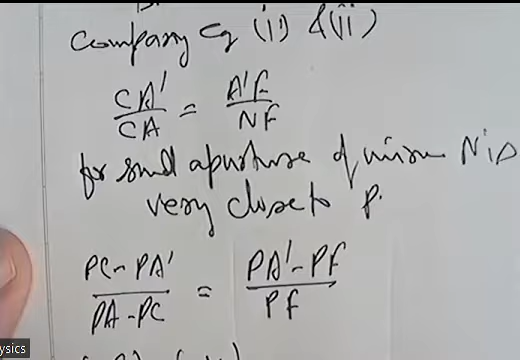 Comparing eq (i) & (ii)
CA' / CA = A'F / NF
for small aperture of mirror N is
very close to P.
PC - PA' / PA - PC = PA' - PF / PF
ysics